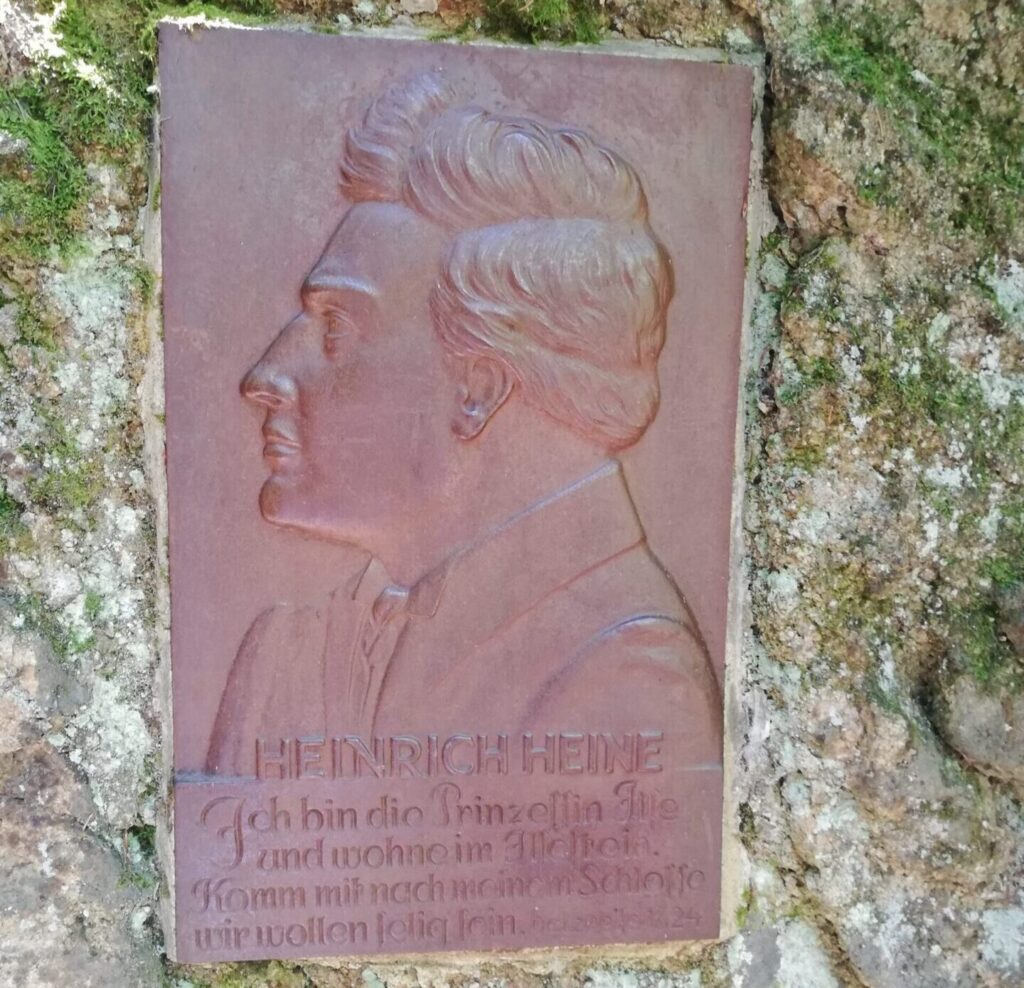 HEINRICH HEINE
Ich bin die Prinzeſſin Ilſe
und wohne im Ilſeſtein.
Komm mit nach meinem Schloſſe
wir wollen ſelig ſein. 24